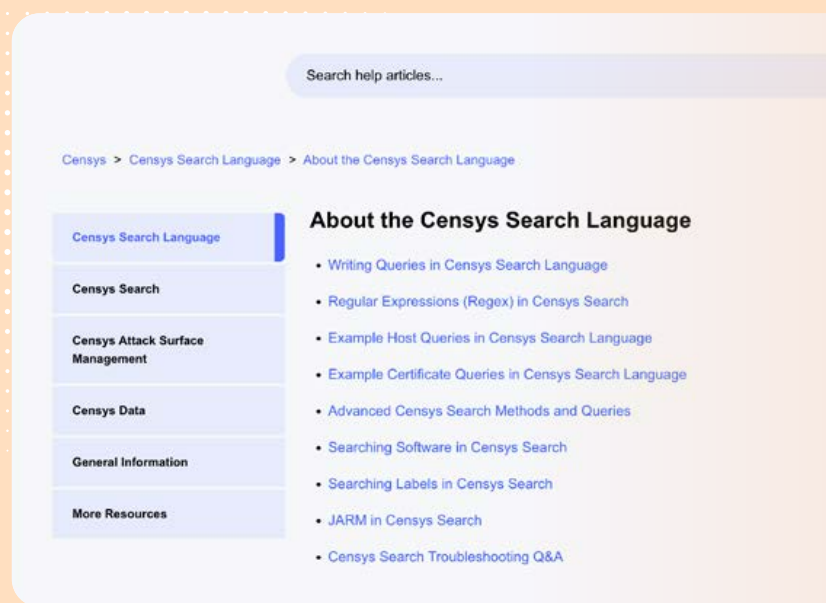 Search help articles...
Censys > Censys Search Language > About the Censys Search Language
Censys Search Language
Censys Search
Censys Attack Surface
Management
Censys Data
General Information
More Resources
About the Censys Search Language
• Writing Queries in Censys Search Language
• Regular Expressions (Regex) in Censys Search
• Example Host Queries in Censys Search Language
• Example Certificate Queries in Censys Search Language
• Advanced Censys Search Methods and Queries
• Searching Software in Censys Search
• Searching Labels in Censys Search
• JARM in Censys Search
• Censys Search Troubleshooting Q&A